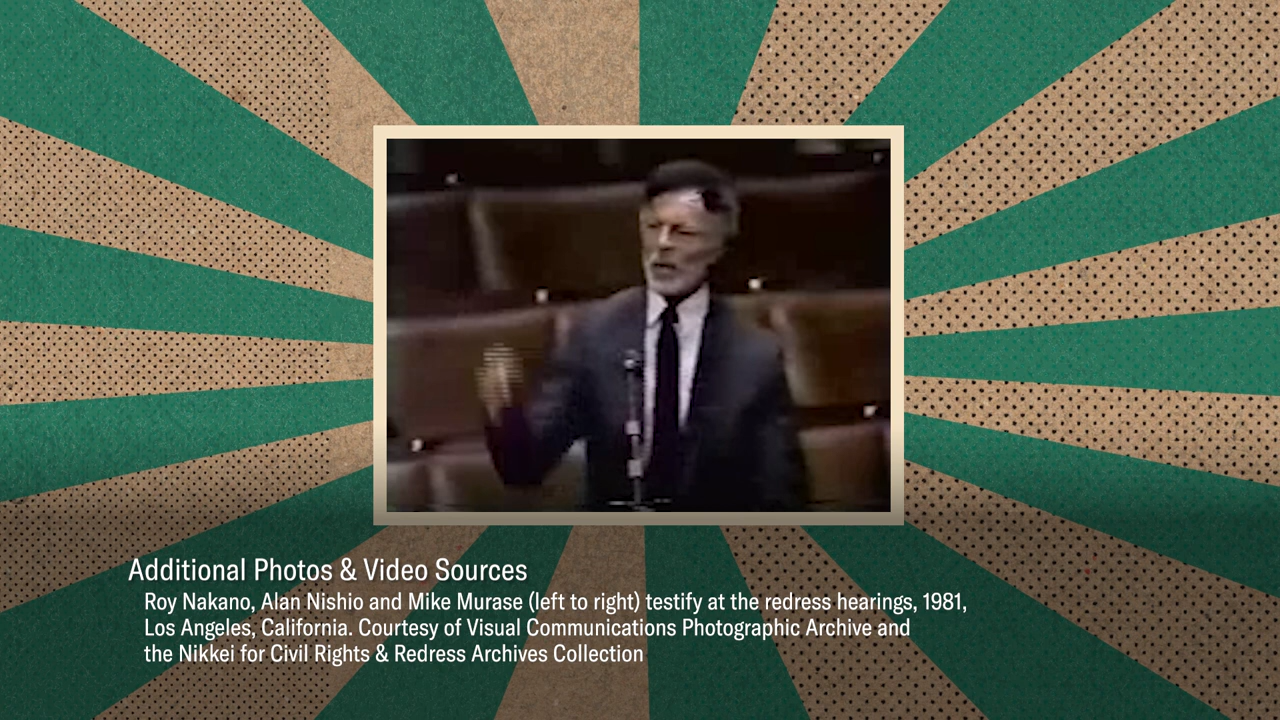 Additional Photos & Video Sources
Roy Nakano, Alan Nishio and Mike Murase (left to right) testify at the redress hearings, 1981,
Los Angeles, California. Courtesy of Visual Communications Photographic Archive and
the Nikkei for Civil Rights & Redress Archives Collection